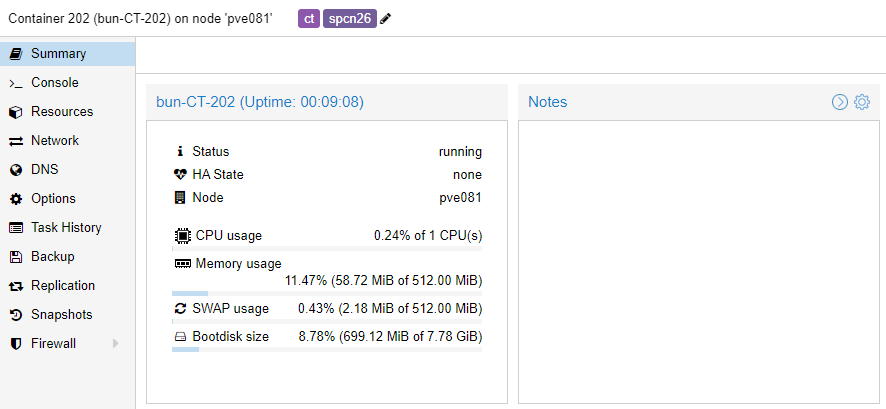 Container 202 (bun-CT-202) on node 'pve081' ct spcn26
Summary
Console
Resources
Network
DNS
Options
Task History
Backup
Replication
Snapshots
Firewall
bun-CT-202 (Uptime: 00:09:08)
Status running
HA State none
Node pve081
CPU usage 0.24% of 1 CPU(s)
Memory usage
11.47% (58.72 MiB of 512.00 MiB)
SWAP usage 0.43% (2.18 MiB of 512.00 MiB)
Bootdisk size 8.78% (699.12 MiB of 7.78 GiB)
Notes